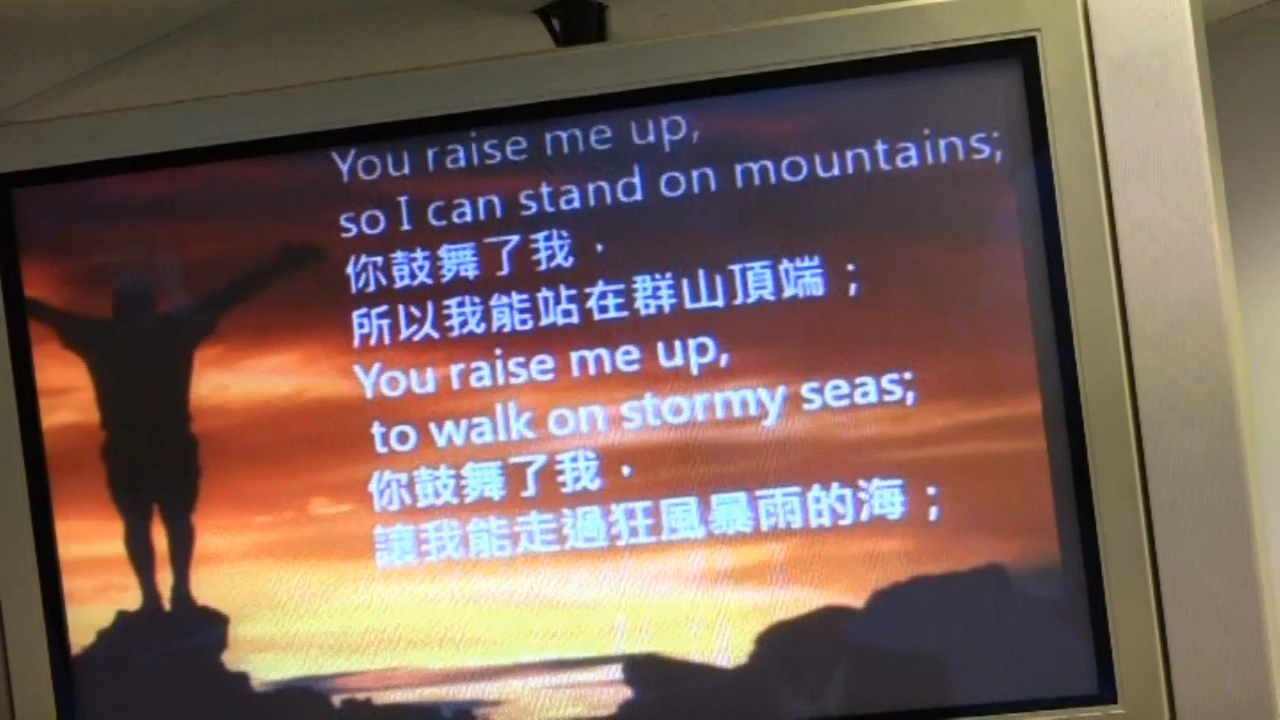 You raise me up,
so I can stand on mountains;
你鼓舞了我，
所以我能站在群山頂端；
You raise me up,
to walk on stormy seas;
你鼓舞了我，
讓我能走過狂風暴雨的海；